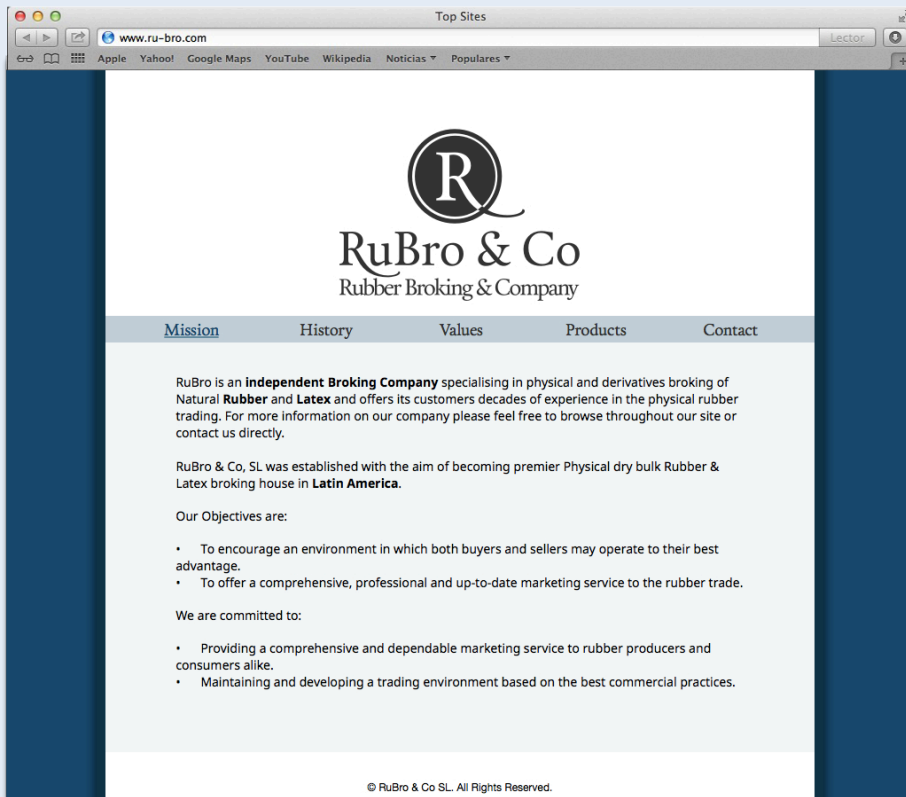 Top Sites
www.ru-bro.com
Lector
Apple Yahoo! Google Maps YouTube Wikipedia Noticias Populares
R
RuBro & Co
Rubber Broking & Company
Mission History Values Products Contact
RuBro is an independent Broking Company specialising in physical and derivatives broking of
Natural Rubber and Latex and offers its customers decades of experience in the physical rubber
trading. For more information on our company please feel free to browse throughout our site or
contact us directly.
RuBro & Co, SL was established with the aim of becoming premier Physical dry bulk Rubber &
Latex broking house in Latin America.
Our Objectives are:
• To encourage an environment in which both buyers and sellers may operate to their best
advantage.
• To offer a comprehensive, professional and up-to-date marketing service to the rubber trade.
We are committed to:
• Providing a comprehensive and dependable marketing service to rubber producers and
consumers alike.
• Maintaining and developing a trading environment based on the best commercial practices.
© RuBro & Co SL. All Rights Reserved.